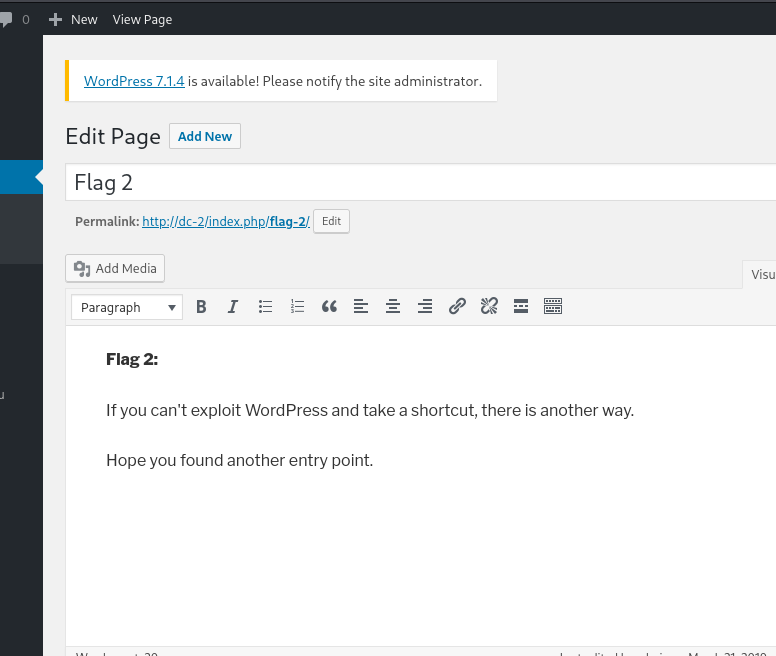 0 New View Page
WordPress 7.1.4 is available! Please notify the site administrator.
Edit Page Add New
Flag 2
Permalink: http://dc-2/index.php/flag-2/ Edit
Add Media
Paragraph
Flag 2:
If you can't exploit WordPress and take a shortcut, there is another way.
Hope you found another entry point.